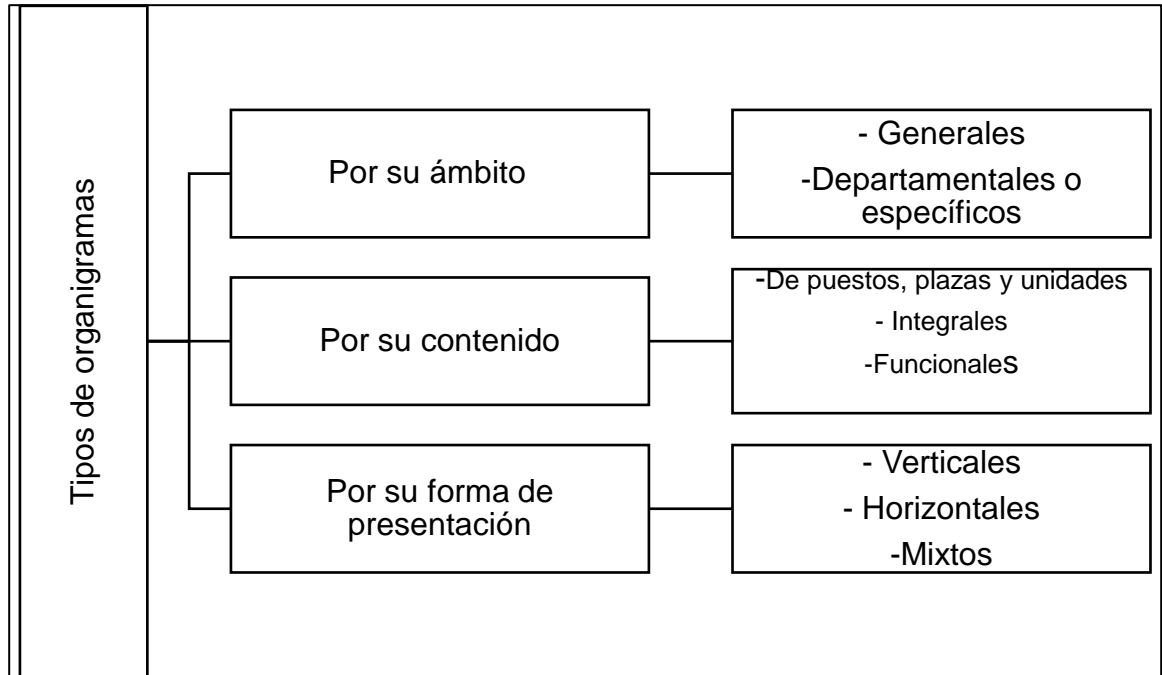 Tipos de organigramas
Por su ámbito
- Generales
-Departamentales o
específicos
Por su contenido
-De puestos, plazas y unidades
- Integrales
-Funcionales
Por su forma de
presentación
- Verticales
- Horizontales
-Mixtos